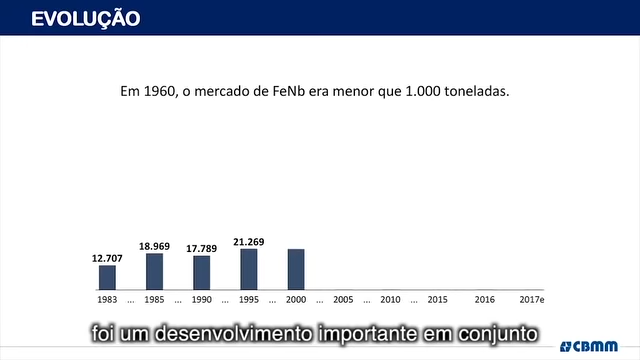 EVOLUÇÃO
Em 1960, o mercado de FeNb era menor que 1.000 toneladas.
12.707 18.969 17.789 21.269
1983 ... 1985 ... 1990 ... 1995 ... 2000 ... 2005 ... 2010 ... 2015 2016 2017e
foi um desenvolvimento importante em conjunto
CBMM